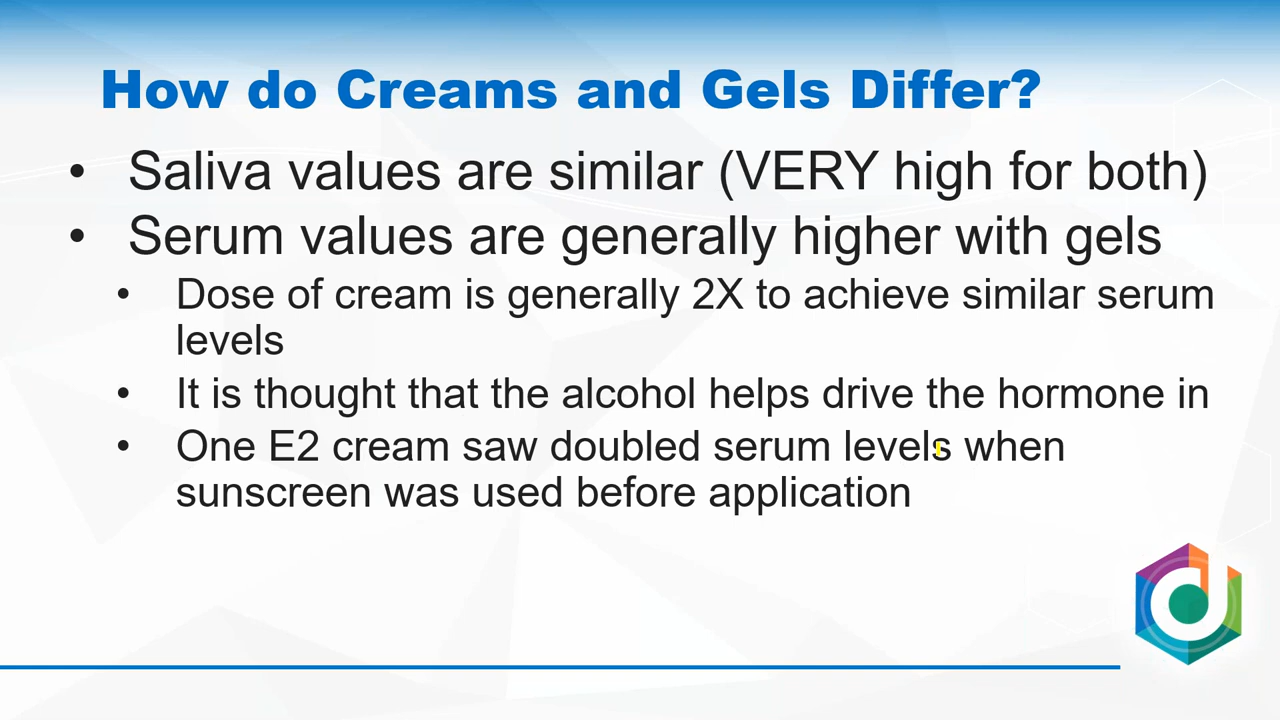 How do Creams and Gels Differ?
• Saliva values are similar (VERY high for both)
• Serum values are generally higher with gels
• Dose of cream is generally 2X to achieve similar serum
levels
• It is thought that the alcohol helps drive the hormone in
• One E2 cream saw doubled serum levels when
sunscreen was used before application